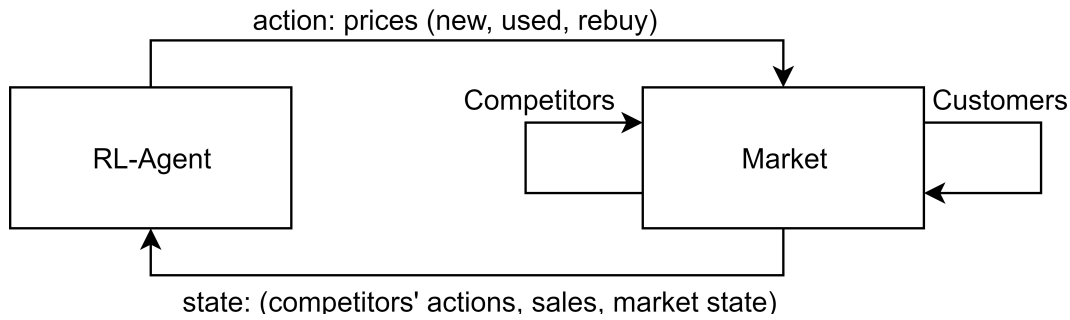 action: prices (new, used, rebuy)
Competitors
Customers
RL-Agent
Market
state: (competitors' actions, sales, market state)